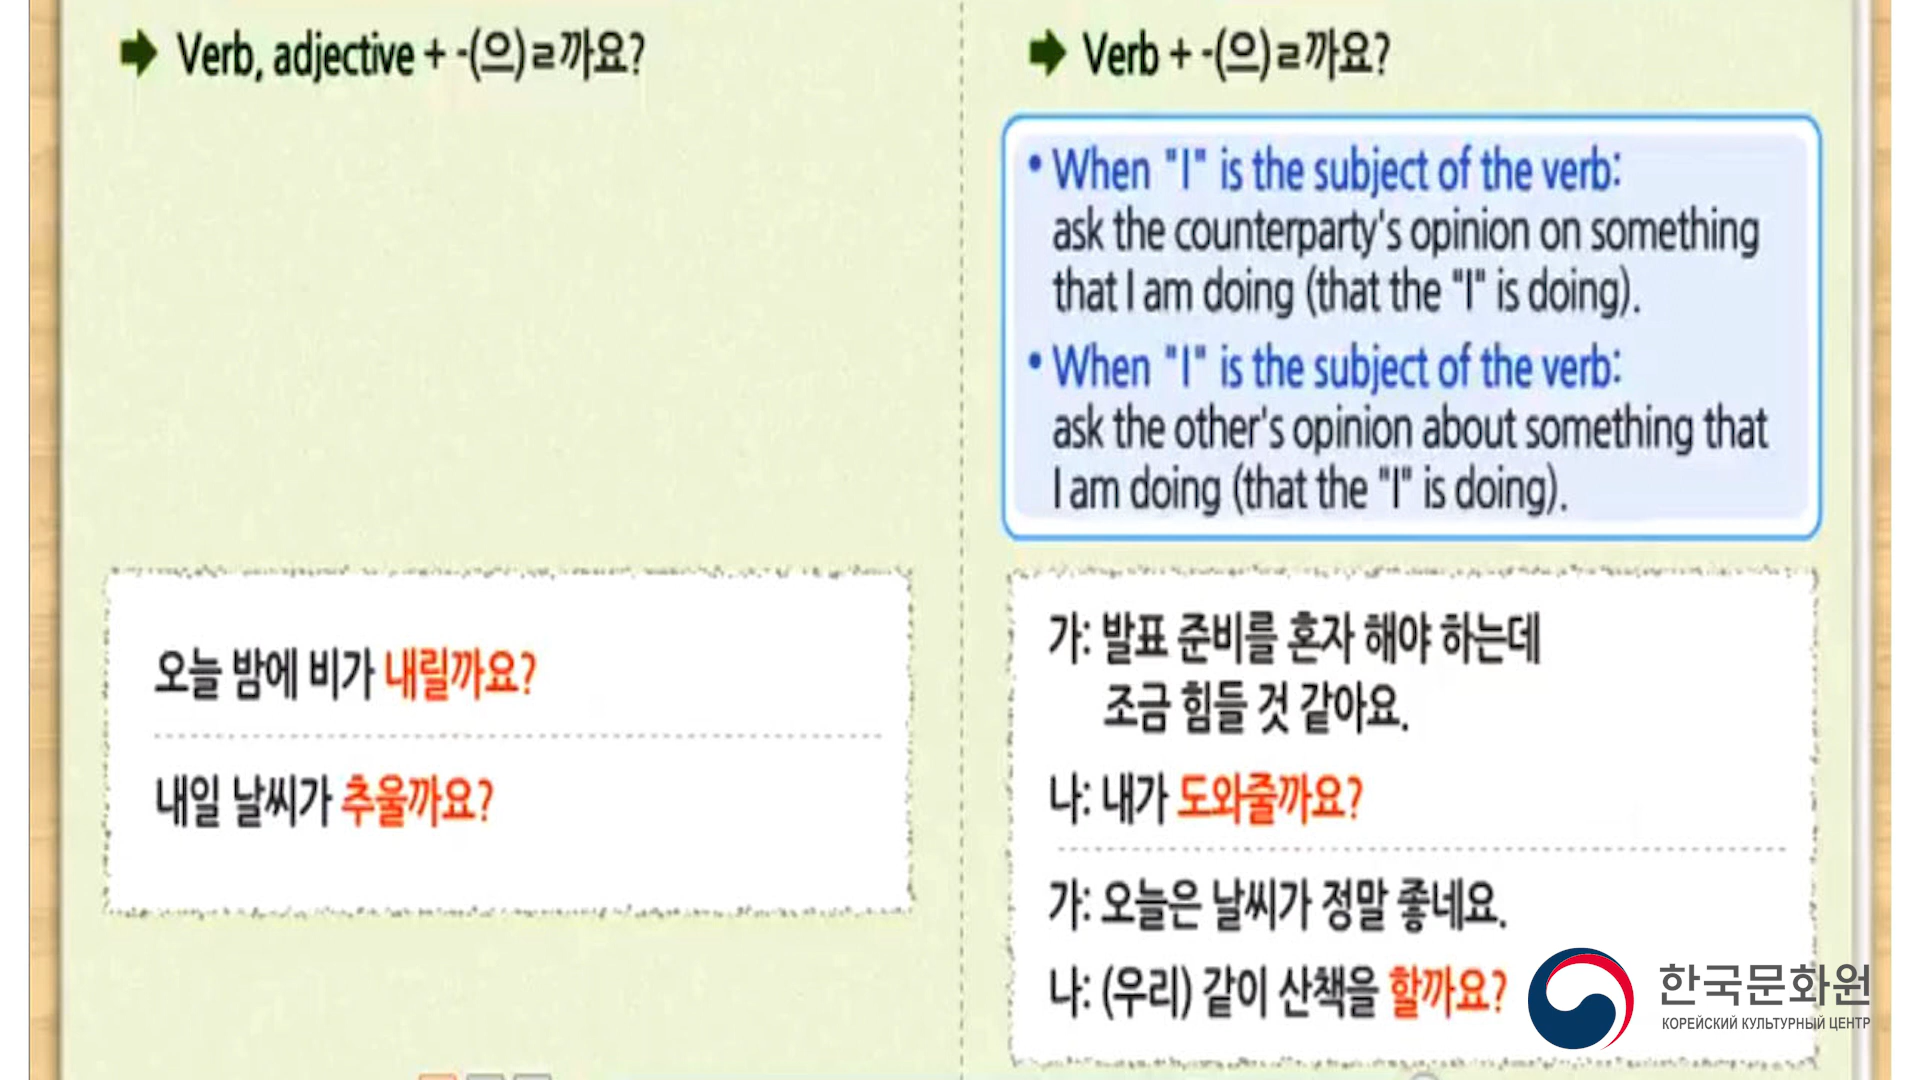 Verb, adjective + -(으)ㄹ까요?
오늘 밤에 비가 내릴까요?
내일 날씨가 추울까요?
Verb + -(으)ㄹ까요?
• When "I" is the subject of the verb:
ask the counterparty's opinion on something
that I am doing (that the "I" is doing).
• When "I" is the subject of the verb:
ask the other's opinion about something that
I am doing (that the "I" is doing).
가: 발표 준비를 혼자 해야 하는데
조금 힘들 것 같아요.
나: 내가 도와줄까요?
가: 오늘은 날씨가 정말 좋네요.
나: (우리) 같이 산책을 할까요?
한국문화원
КОРЕЙСКИЙ КУЛЬТУРНЫЙ ЦЕНТР